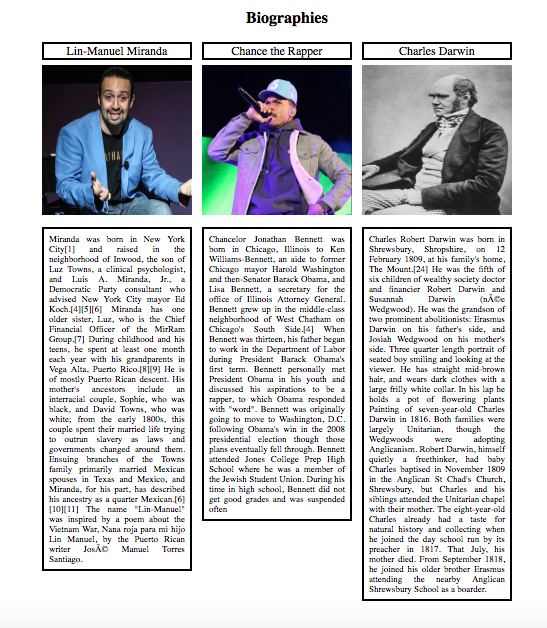 Biographies
Lin-Manuel Miranda
Chance the Rapper
Charles Darwin
Miranda was born in New York
City[1] and raised in the
neighborhood of Inwood, the son of
Luz Towns, a clinical psychologist,
and Luis A. Miranda, Jr., a
Democratic Party consultant who
advised New York City mayor Ed
Koch.[4][5][6] Miranda has one
older sister, Luz, who is the Chief
Financial Officer of the MirRam
Group.[7] During childhood and his
teens, he spent at least one month
each year with his grandparents in
Vega Alta, Puerto Rico.[8][9] He is
of mostly Puerto Rican descent. His
mother's ancestors include an
interracial couple, Sophie, who was
black, and David Towns, who was
white; from the early 1800s, this
couple spent their married life trying
to outrun slavery as laws and
governments changed around them.
Ensuing branches of the Towns
family primarily married Mexican
spouses in Texas and Mexico, and
Miranda, for his part, has described
his ancestry as a quarter Mexican.[6]
[10][11] The name "Lin-Manuel"
was inspired by a poem about the
Vietnam War, Nana roja para mi hijo
Lin Manuel, by the Puerto Rican
writer JosÃ© Manuel Torres
Santiago.
Chancelor Jonathan Bennett was
born in Chicago, Illinois to Ken
Williams-Bennett, an aide to former
Chicago mayor Harold Washington
and then-Senator Barack Obama, and
Lisa Bennett, a secretary for the
office of Illinois Attorney General.
Bennett grew up in the middle-class
neighborhood of West Chatham on
Chicago's South Side.[4] When
Bennett was thirteen, his father began
to work in the Department of Labor
during President Barack Obama's
first term. Bennett personally met
President Obama in his youth and
discussed his aspirations to be a
rapper, to which Obama responded
with "word". Bennett was originally
going to move to Washington, D.C.
following Obama's win in the 2008
presidential election though those
plans eventually fell through. Bennett
attended Jones College Prep High
School where he was a member of
the Jewish Student Union. During his
time in high school, Bennett did not
get good grades and was suspended
often
Charles Robert Darwin was born in
Shrewsbury, Shropshire, on 12
February 1809, at his family's home,
The Mount.[24] He was the fifth of
six children of wealthy society doctor
and financier Robert Darwin and
Susannah Darwin (nÃ©e
Wedgwood). He was the grandson of
two prominent abolitionists: Erasmus
Darwin on his father's side, and
Josiah Wedgwood on his mother's
side. Three quarter length portrait of
seated boy smiling and looking at the
viewer. He has straight mid-brown
hair, and wears dark clothes with a
large frilly white collar. In his lap he
holds a pot of flowering plants
Painting of seven-year-old Charles
Darwin in 1816. Both families were
largely Unitarian, though the
Wedgwoods were adopting
Anglicanism. Robert Darwin, himself
quietly a freethinker, had baby
Charles baptised in November 1809
in the Anglican St Chad's Church,
Shrewsbury, but Charles and his
siblings attended the Unitarian chapel
with their mother. The eight-year-old
Charles already had a taste for
natural history and collecting when
he joined the day school run by its
preacher in 1817. That July, his
mother died. From September 1818,
he joined his older brother Erasmus
attending the nearby Anglican
Shrewsbury School as a boarder.